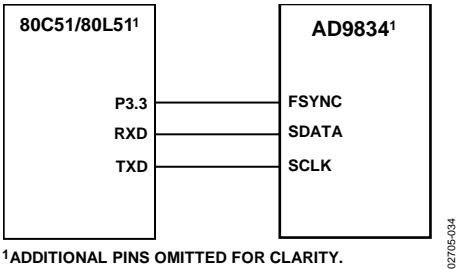 80C51/80L51¹
AD9834¹
P3.3
FSYNC
RXD
SDATA
TXD
SCLK
¹ADDITIONAL PINS OMITTED FOR CLARITY.
02705-034